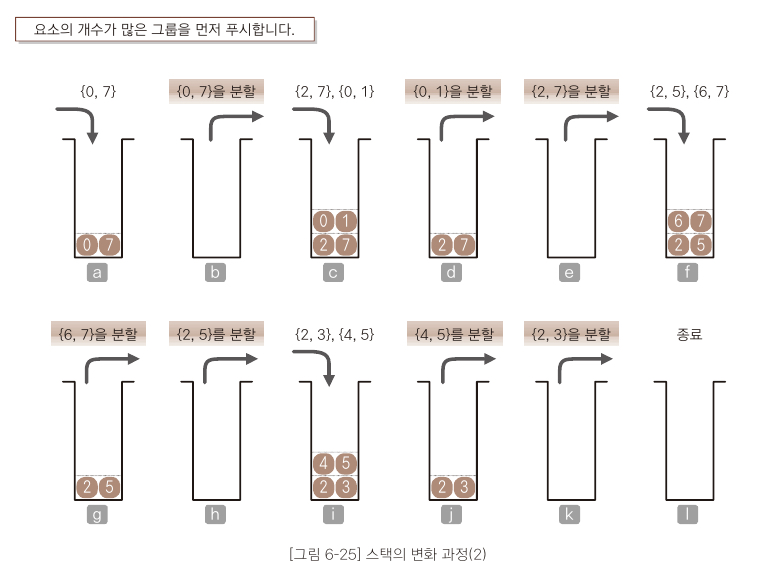 요소의 개수가 많은 그룹을 먼저 푸시합니다.
{0, 7} {0, 7}을 분할 {2, 7}, {0, 1} {0, 1}을 분할 {2, 7}을 분할 {2, 5}, {6, 7}
0 1 6 7
0 7 2 7 2 7 2 5
a b c d e f
{6, 7}을 분할 {2, 5}를 분할 {2, 3}, {4, 5} {4, 5}를 분할 {2, 3}을 분할 종료
4 5
2 5 2 3 2 3
g h i j k l
[그림 6-25] 스택의 변화 과정(2)